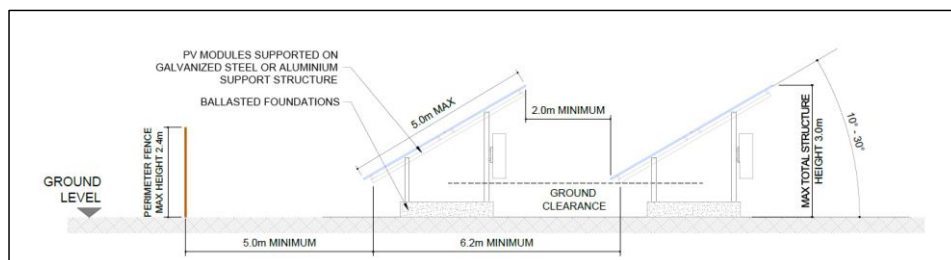 PV MODULES SUPPORTED ON
GALVANIZED STEEL OR ALUMINIUM
SUPPORT STRUCTURE
BALLASTED FOUNDATIONS
5.0m MAX
2.0m MINIMUM
10° - 30°
MAX TOTAL STRUCTURE
HEIGHT 3.0m
PERIMETER FENCE
MAX HEIGHT 2.4m
GROUND
LEVEL
GROUND
CLEARANCE
5.0m MINIMUM
6.2m MINIMUM